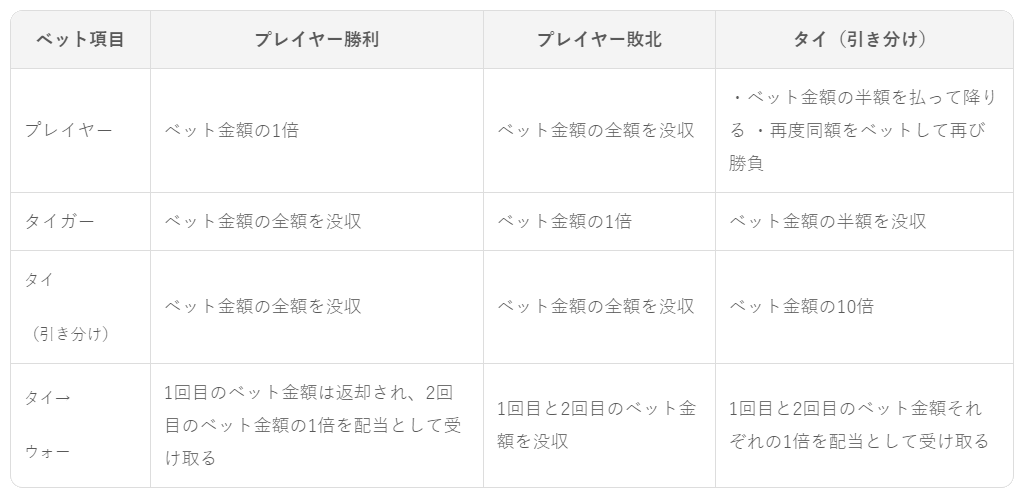 ベット項目
プレイヤー勝利
プレイヤー敗北
タイ（引き分け）
プレイヤー
ベット金額の1倍
ベット金額の全額を没収
・ベット金額の半額を払って降り
る ・再度同額をベットして再び
勝負
タイガー
ベット金額の全額を没収
ベット金額の1倍
ベット金額の半額を没収
タイ
（引き分け）
ベット金額の全額を没収
ベット金額の全額を没収
ベット金額の10倍
タイ→
ウォー
1回目のベット金額は返却され、2回
目のベット金額の1倍を配当として受
け取る
1回目と2回目のベット金
額を没収
1回目と2回目のベット金額それ
ぞれの1倍を配当として受け取る